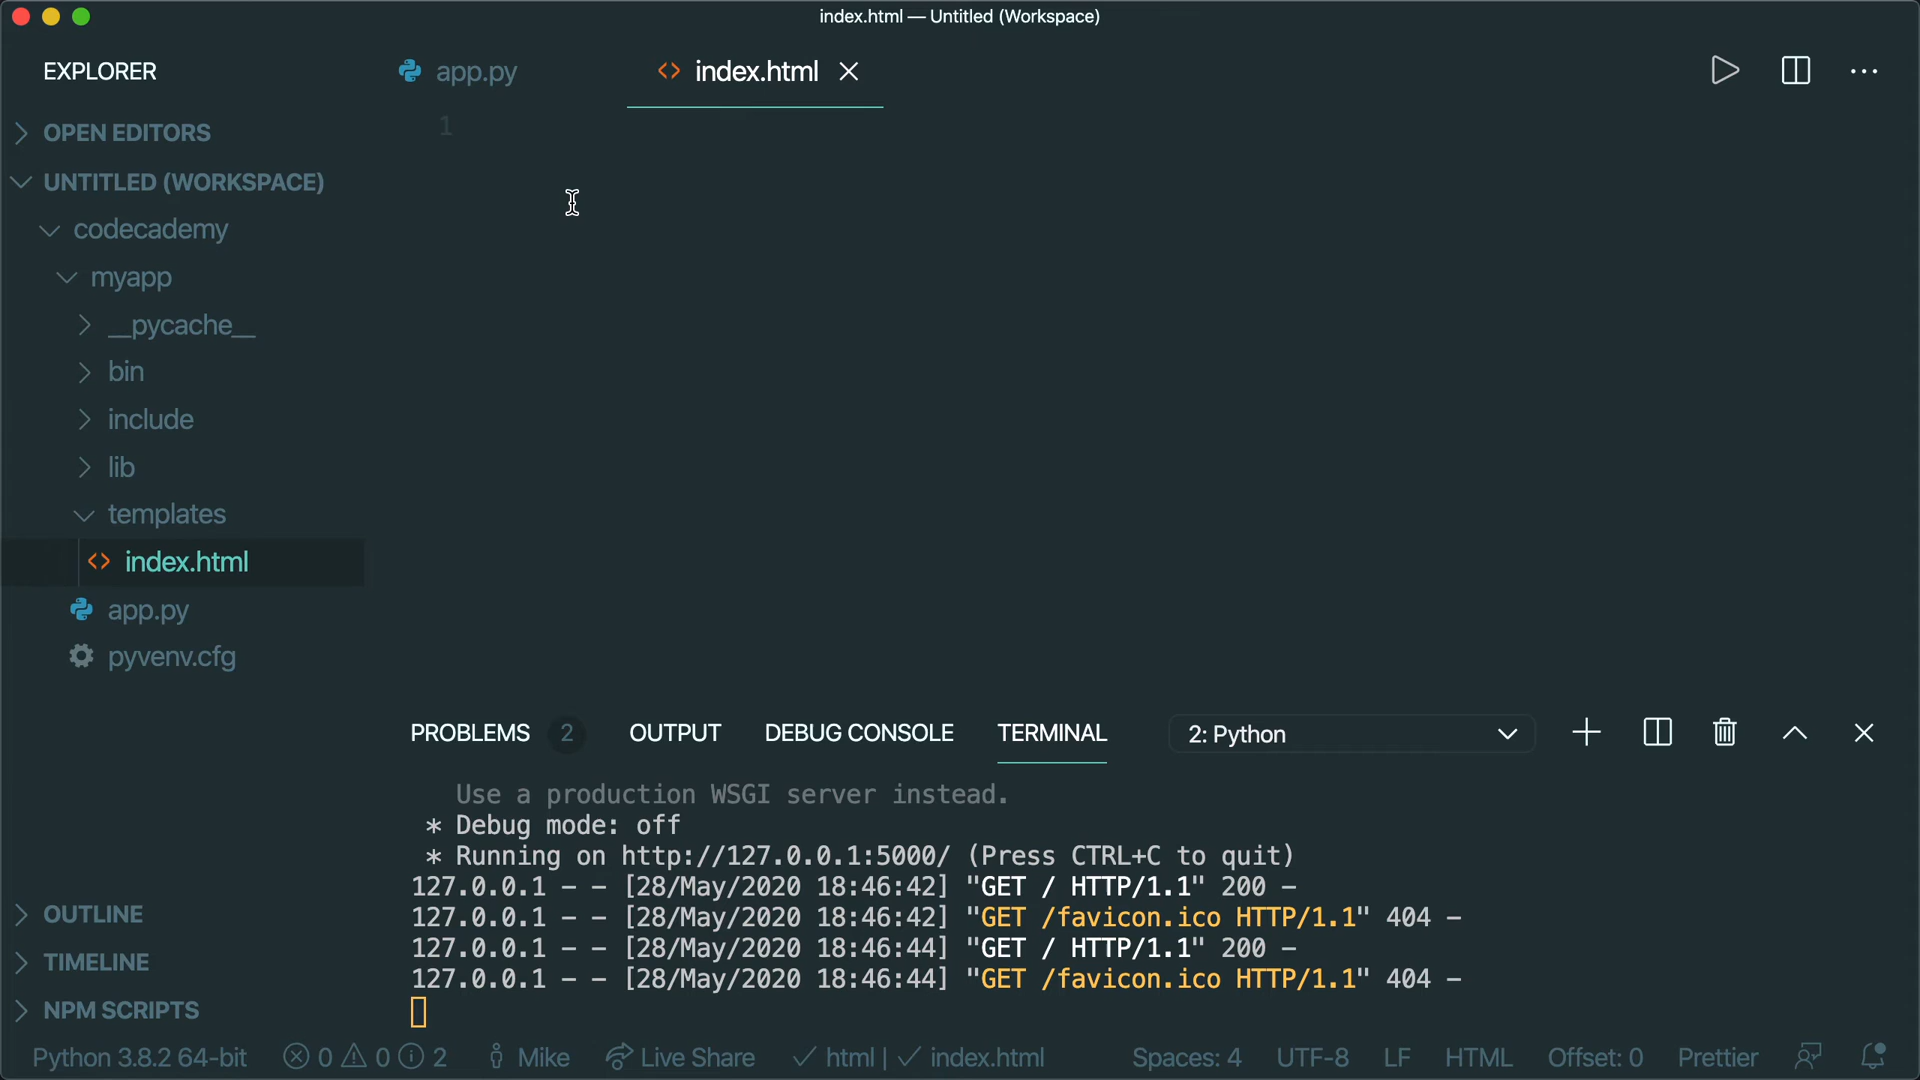 index.html — Untitled (Workspace)
EXPLORER
app.py
index.html
OPEN EDITORS
1
UNTITLED (WORKSPACE)
codecademy
myapp
__pycache__
bin
include
lib
templates
index.html
app.py
pyvenv.cfg
PROBLEMS 2 OUTPUT DEBUG CONSOLE TERMINAL 2: Python
Use a production WSGI server instead.
* Debug mode: off
* Running on http://127.0.0.1:5000/ (Press CTRL+C to quit)
127.0.0.1 - - [28/May/2020 18:46:42] "GET / HTTP/1.1" 200 -
127.0.0.1 - - [28/May/2020 18:46:42] "GET /favicon.ico HTTP/1.1" 404 -
127.0.0.1 - - [28/May/2020 18:46:44] "GET / HTTP/1.1" 200 -
127.0.0.1 - - [28/May/2020 18:46:44] "GET /favicon.ico HTTP/1.1" 404 -
OUTLINE
TIMELINE
NPM SCRIPTS
Python 3.8.2 64-bit 0 0 2 Mike Live Share html | index.html Spaces: 4 UTF-8 LF HTML Offset: 0 Prettier